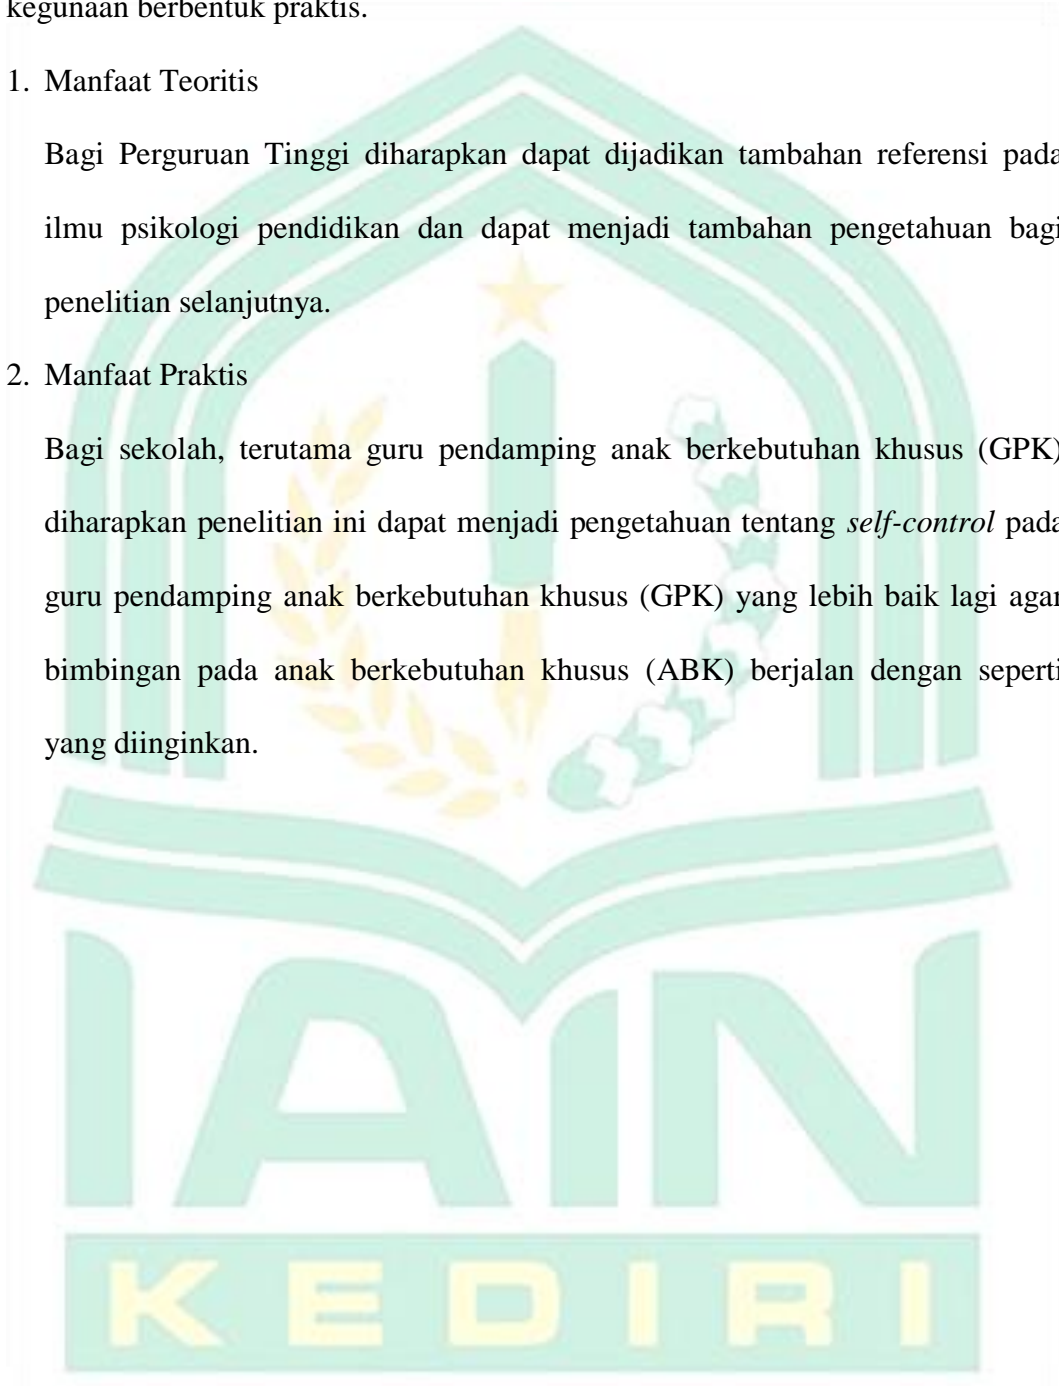 kegunaan berbentuk praktis.
1. Manfaat Teoritis
Bagi Perguruan Tinggi diharapkan dapat dijadikan tambahan referensi pada
ilmu psikologi pendidikan dan dapat menjadi tambahan pengetahuan bagi
penelitian selanjutnya.
2. Manfaat Praktis
Bagi sekolah, terutama guru pendamping anak berkebutuhan khusus (GPK)
diharapkan penelitian ini dapat menjadi pengetahuan tentang self-control pada
guru pendamping anak berkebutuhan khusus (GPK) yang lebih baik lagi agar
bimbingan pada anak berkebutuhan khusus (ABK) berjalan dengan seperti
yang diinginkan.
IAIN
KEDIRI